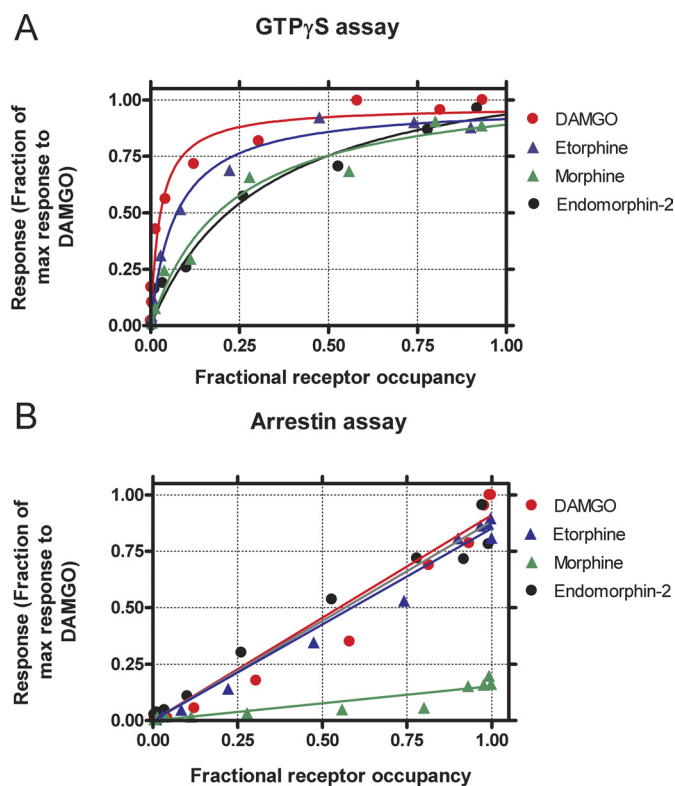 A
GTPγS assay
Response (Fraction of
max response to
DAMGO)
1.00
0.75
0.50
0.25
0.00
0.00 0.25 0.50 0.75 1.00
Fractional receptor occupancy
DAMGO
Etorphine
Morphine
Endomorphin-2
B
Arrestin assay
Response (Fraction of
max response to
DAMGO)
1.00
0.75
0.50
0.25
0.00
0.00 0.25 0.50 0.75 1.00
Fractional receptor occupancy
DAMGO
Etorphine
Morphine
Endomorphin-2